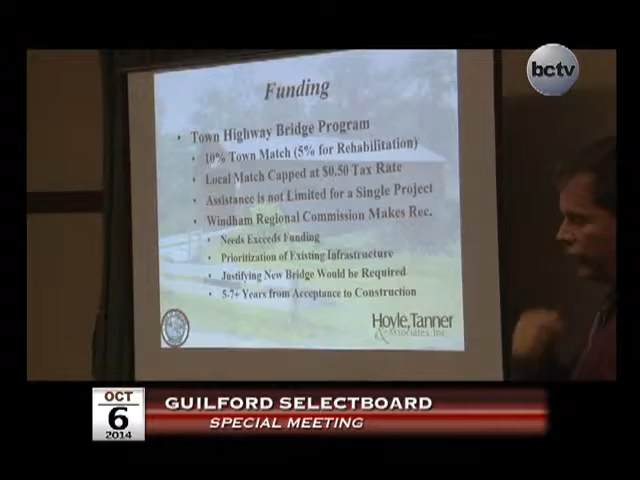 bctv
Funding
• Town Highway Bridge Program
• 10% Town Match (5% for Rehabilitation)
• Local Match Capped at $0.50 Tax Rate
• Assistance is not Limited for a Single Project
• Windham Regional Commission Makes Rec.
• Needs Exceeds Funding
• Prioritization of Existing Infrastructure
• Justifying New Bridge Would be Required
• 5-7+ Years from Acceptance to Construction
Hoyle, Tanner
& Associates, Inc.
OCT
6
2014
GUILFORD SELECTBOARD
SPECIAL MEETING